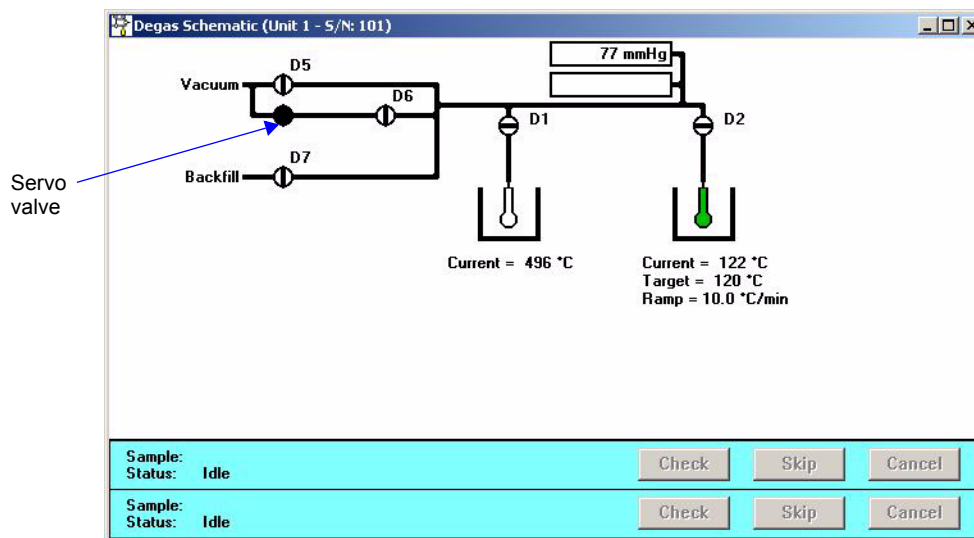 Degas Schematic (Unit 1 - S/N: 101)
77 mmHg
D5
Vacuum
D6
D1
D2
D7
Backfill
Servo
valve
Current = 496 °C
Current = 122 °C
Target = 120 °C
Ramp = 10.0 °C/min
Sample:
Status: Idle
Check Skip Cancel
Sample:
Status: Idle
Check Skip Cancel